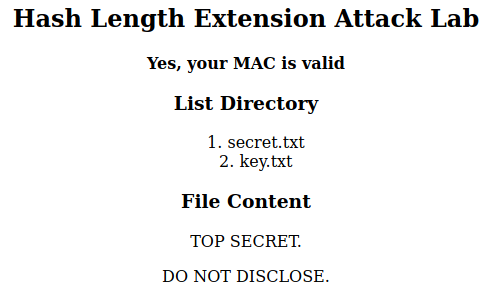 Hash Length Extension Attack Lab
Yes, your MAC is valid
List Directory
1. secret.txt
2. key.txt
File Content
TOP SECRET.
DO NOT DISCLOSE.